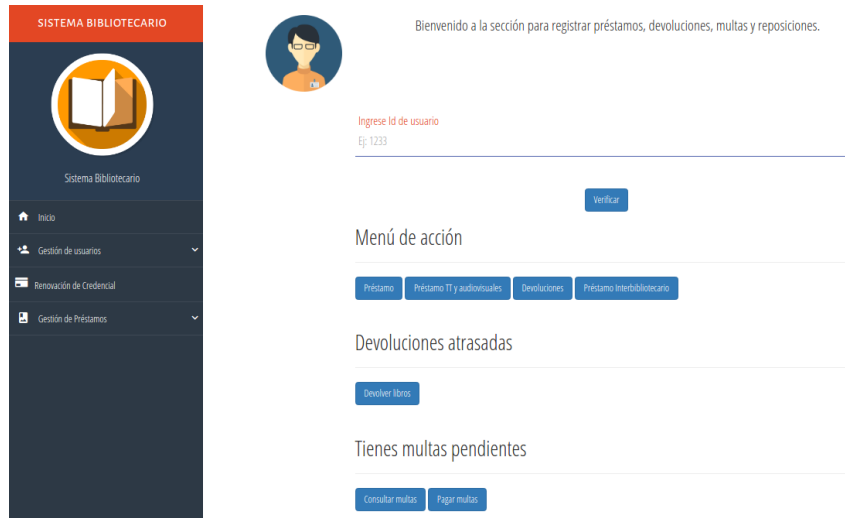 SISTEMA BIBLIOTECARIO
Sistema Bibliotecario
Inicio
Gestión de usuarios
Renovación de Credencial
Gestión de Préstamos
Bienvenido a la sección para registrar préstamos, devoluciones, multas y reposiciones.
Ingrese Id de usuario
Ej: 1233
Verificar
Menú de acción
Préstamo Préstamo TT y audiovisuales Devoluciones Préstamo Interbibliotecario
Devoluciones atrasadas
Devolver libros
Tienes multas pendientes
Consultar multas Pagar multas